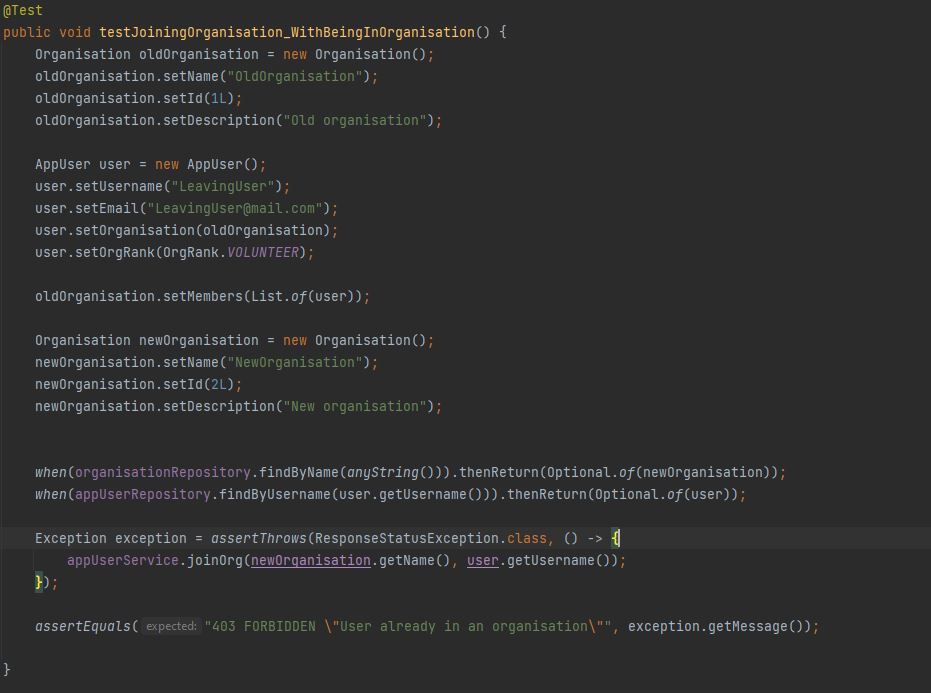 @Test
public void testJoiningOrganisation_WithBeingInOrganisation() {
    Organisation oldOrganisation = new Organisation();
    oldOrganisation.setName("OldOrganisation");
    oldOrganisation.setId(1L);
    oldOrganisation.setDescription("Old organisation");

    AppUser user = new AppUser();
    user.setUsername("LeavingUser");
    user.setEmail("LeavingUser@mail.com");
    user.setOrganisation(oldOrganisation);
    user.setOrgRank(OrgRank.VOLUNTEER);

    oldOrganisation.setMembers(List.of(user));

    Organisation newOrganisation = new Organisation();
    newOrganisation.setName("NewOrganisation");
    newOrganisation.setId(2L);
    newOrganisation.setDescription("New organisation");


    when(organisationRepository.findByName(anyString())).thenReturn(Optional.of(newOrganisation));
    when(appUserRepository.findByUsername(user.getUsername())).thenReturn(Optional.of(user));

    Exception exception = assertThrows(ResponseStatusException.class, () -> {
        appUserService.joinOrg(newOrganisation.getName(), user.getUsername());
    });

    assertEquals( expected: "403 FORBIDDEN \"User already in an organisation\"", exception.getMessage());

}